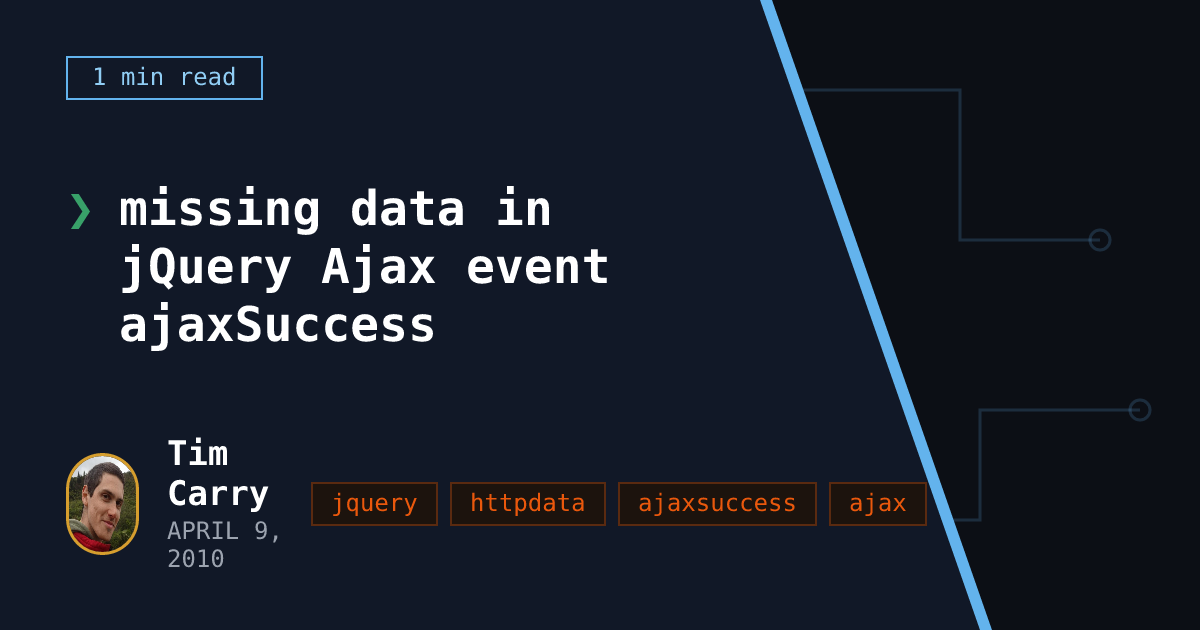 1 min read
❯ missing data in
jQuery Ajax event
ajaxSuccess
Tim
Carry
APRIL 9,
2010
jquery
httpdata
ajaxsuccess
ajax